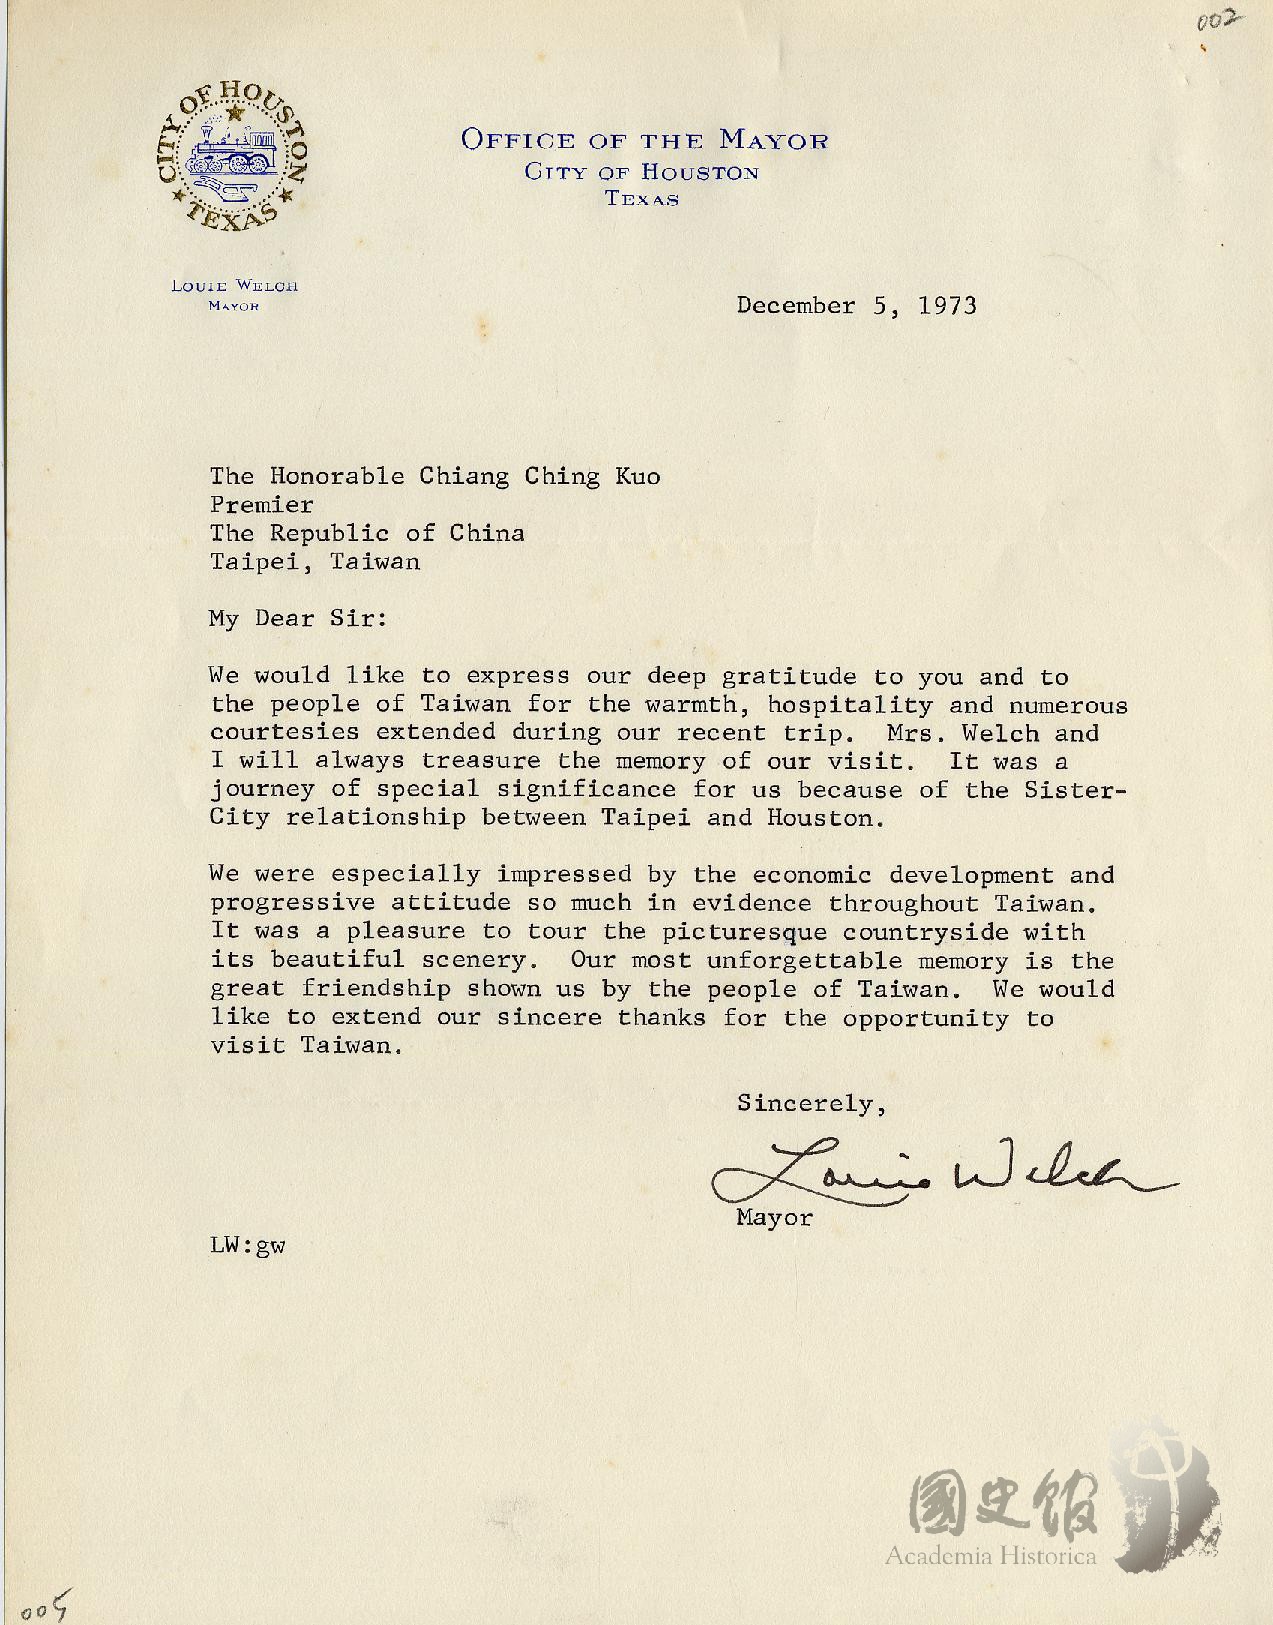 002
CITY OF HOUSTON
TEXAS
OFFICE OF THE MAYOR
CITY OF HOUSTON
TEXAS
LOUIE WELCH
MAYOR
December 5, 1973
The Honorable Chiang Ching Kuo
Premier
The Republic of China
Taipei, Taiwan
My Dear Sir:
We would like to express our deep gratitude to you and to
the people of Taiwan for the warmth, hospitality and numerous
courtesies extended during our recent trip. Mrs. Welch and
I will always treasure the memory of our visit. It was a
journey of special significance for us because of the Sister-
City relationship between Taipei and Houston.
We were especially impressed by the economic development and
progressive attitude so much in evidence throughout Taiwan.
It was a pleasure to tour the picturesque countryside with
its beautiful scenery. Our most unforgettable memory is the
great friendship shown us by the people of Taiwan. We would
like to extend our sincere thanks for the opportunity to
visit Taiwan.
Sincerely,
Louie Welch
Mayor
LW:gw
國史館
Academia Historica
005